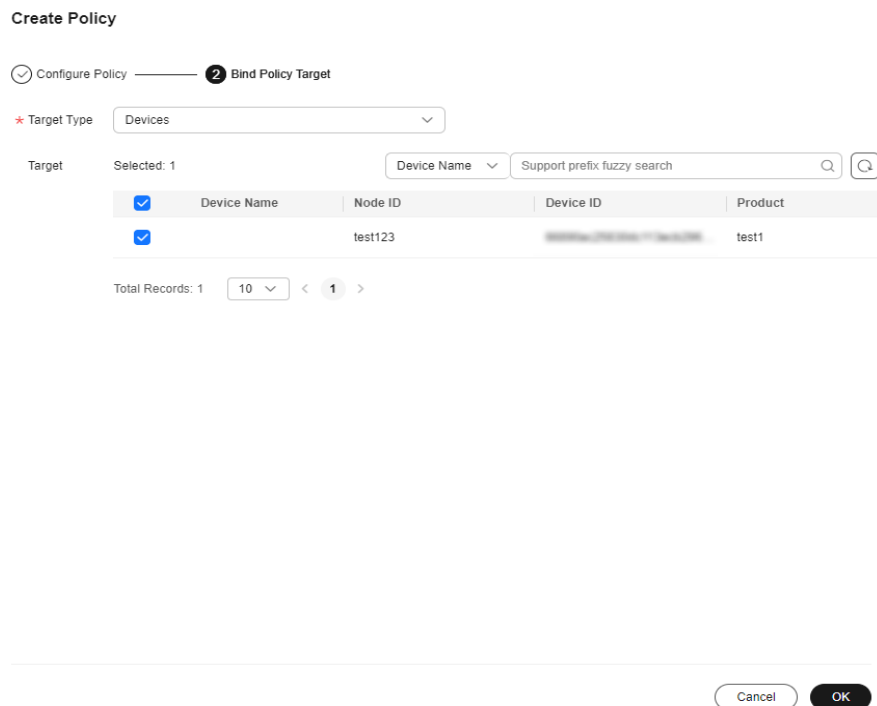 Create Policy
Configure Policy 2 Bind Policy Target
* Target Type Devices
Target Selected: 1 Device Name Support prefix fuzzy search
Device Name Node ID Device ID Product
test123 test1
Total Records: 1 10 < 1 >
Cancel OK